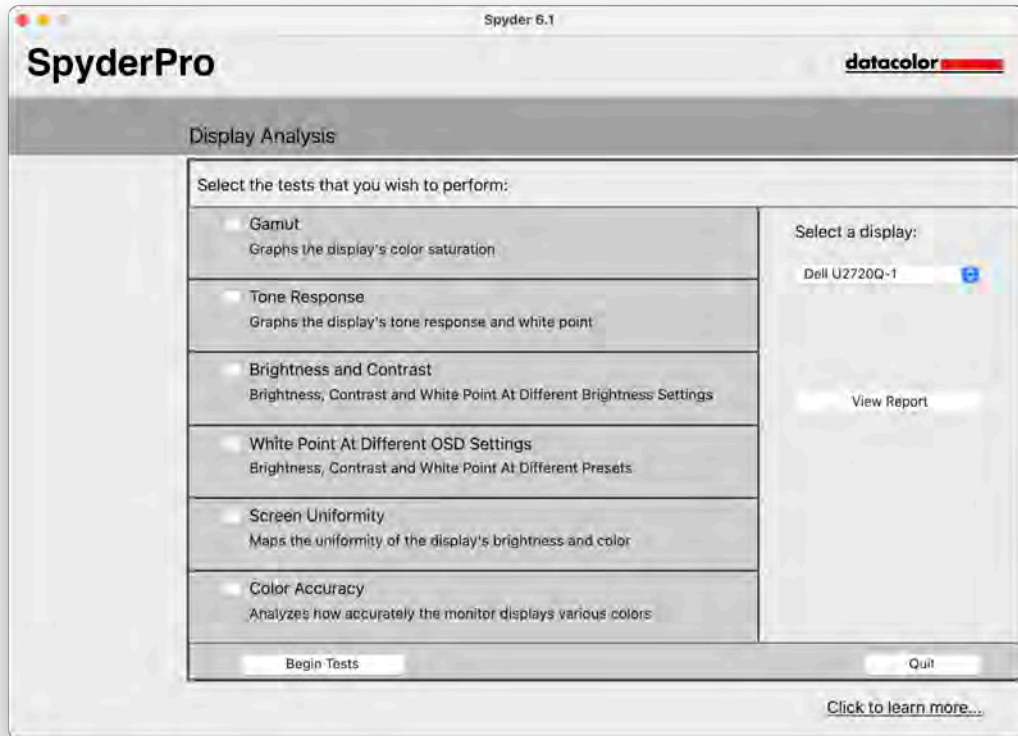 Spyder 6.1
SpyderPro
datacolor
Display Analysis
Select the tests that you wish to perform:
Gamut
Graphs the display's color saturation
Tone Response
Graphs the display's tone response and white point
Brightness and Contrast
Brightness, Contrast and White Point At Different Brightness Settings
White Point At Different OSD Settings
Brightness, Contrast and White Point At Different Presets
Screen Uniformity
Maps the uniformity of the display's brightness and color
Color Accuracy
Analyzes how accurately the monitor displays various colors
Select a display:
Dell U2720Q-1
View Report
Begin Tests
Quit
Click to learn more...